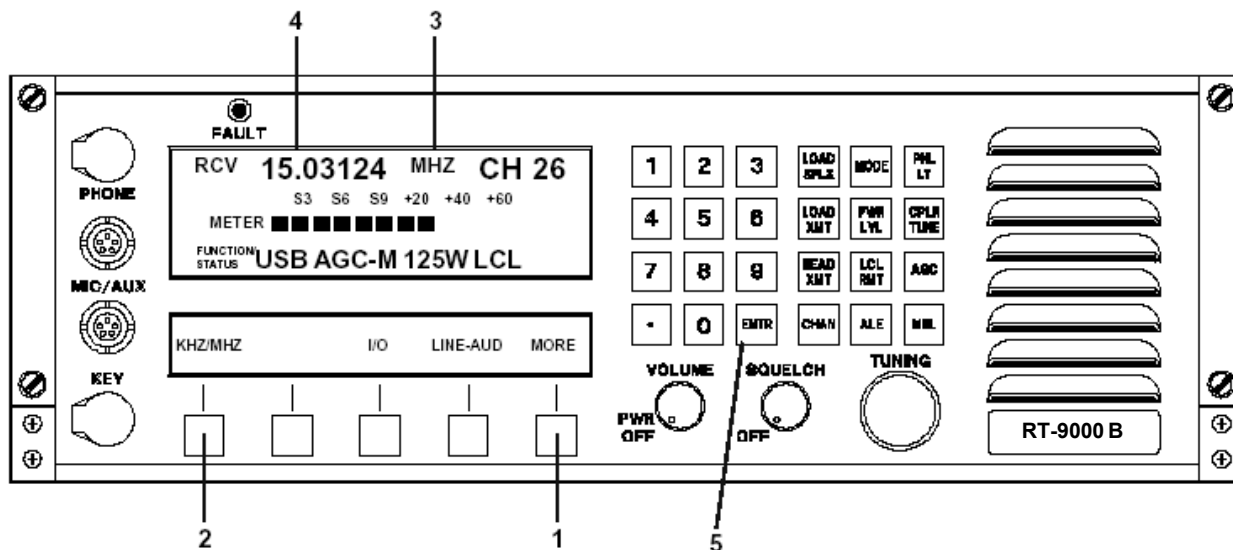 4 3
FAULT
RCV 15.03124 MHZ CH 26
S3 S6 S9 +20 +40 +60
METER
FUNCTION/
STATUS USB AGC-M 125W LCL
PHONE
MIC/AUX
KEY
KHZ/MHZ I/O LINE-AUD MORE
1 2 3 LOAD SPLX MODE PNL LT
4 5 6 LOAD XMT PWR LVL CPLR TUNE
7 8 9 READ XMT LCL RMT AGC
. 0 ENTR CHAN ALE
VOLUME SQUELCH TUNING
PWR
OFF OFF
RT-9000 B
2 1 5